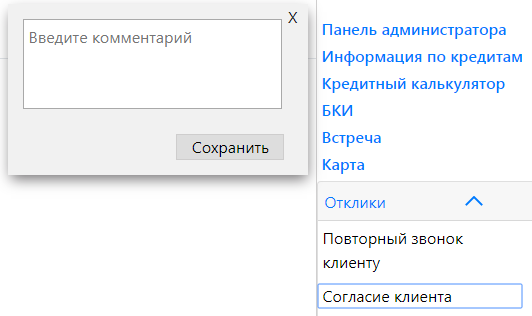 X
Введите комментарий
Сохранить
Панель администратора
Информация по кредитам
Кредитный калькулятор
БКИ
Встреча
Карта
Отклики
Повторный звонок
клиенту
Согласие клиента